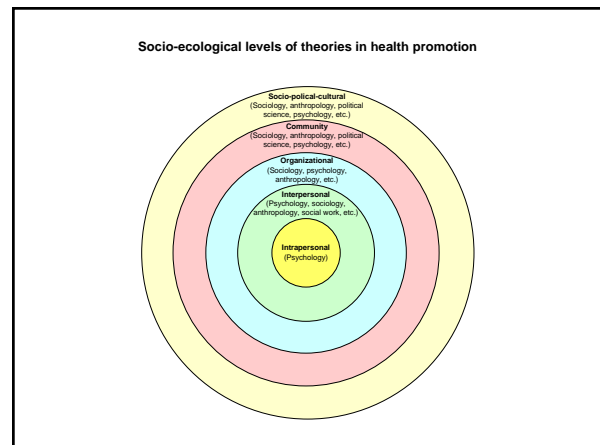 Socio-ecological levels of theories in health promotion
Socio-polical-cultural
(Sociology, anthropology, political
science, psychology, etc.)
Community
(Sociology, anthropology, political
science, psychology, etc.)
Organizational
(Sociology, psychology,
anthropology, etc.)
Interpersonal
(Psychology, sociology,
anthropology, social work, etc.)
Intrapersonal
(Psychology)